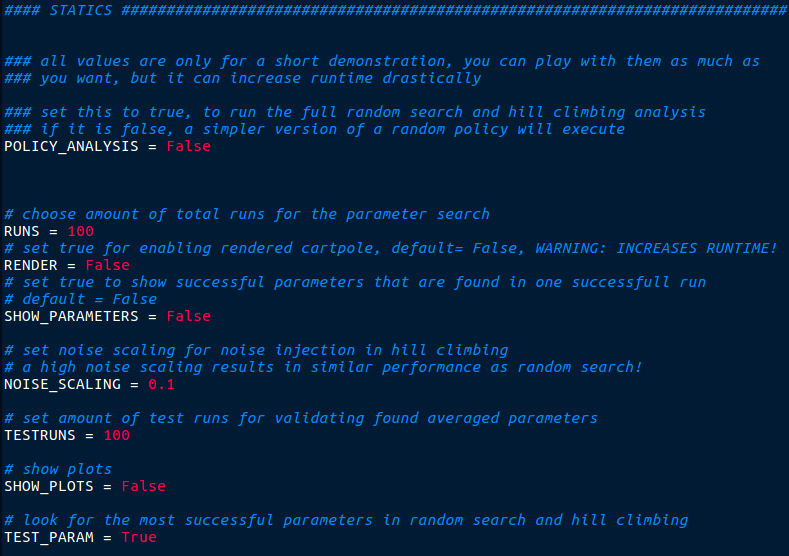 #### STATICS ##########################################################################
### all values are only for a short demonstration, you can play with them as much as
### you want, but it can increase runtime drastically
### set this to true, to run the full random search and hill climbing analysis
### if it is false, a simpler version of a random policy will execute
POLICY_ANALYSIS = False
# choose amount of total runs for the parameter search
RUNS = 100
# set true for enabling rendered cartpole, default= False, WARNING: INCREASES RUNTIME!
RENDER = False
# set true to show successful parameters that are found in one successfull run
# default = False
SHOW_PARAMETERS = False
# set noise scaling for noise injection in hill climbing
# a high noise scaling results in similar performance as random search!
NOISE_SCALING = 0.1
# set amount of test runs for validating found averaged parameters
TESTRUNS = 100
# show plots
SHOW_PLOTS = False
# look for the most successful parameters in random search and hill climbing
TEST_PARAM = True